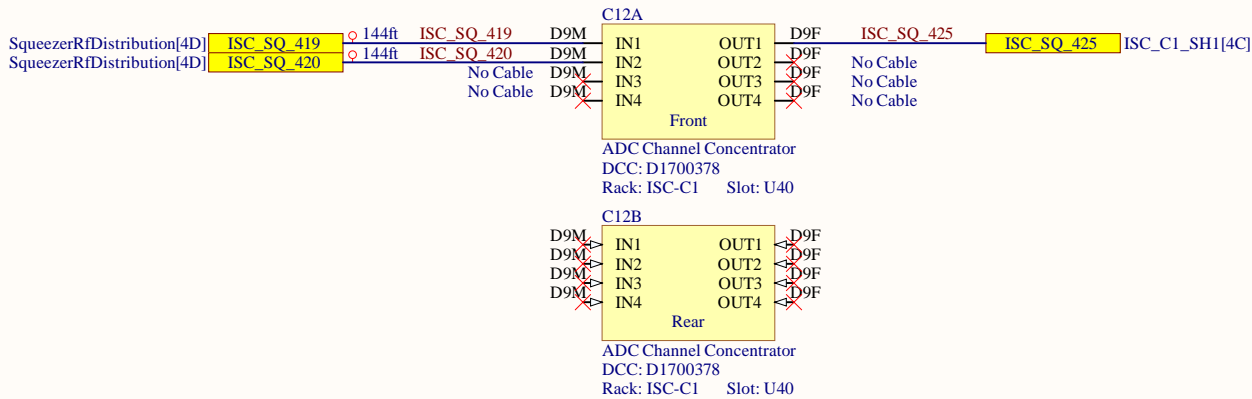 C12A
SqueezerRfDistribution[4D] ISC_SQ_419 144ft ISC_SQ_419 D9M IN1 OUT1 D9F ISC_SQ_425 ISC_SQ_425 ISC_C1_SH1[4C]
SqueezerRfDistribution[4D] ISC_SQ_420 144ft ISC_SQ_420 D9M IN2 OUT2 D9F No Cable
No Cable D9M IN3 OUT3 D9F No Cable
No Cable D9M IN4 OUT4 D9F No Cable
Front
ADC Channel Concentrator
DCC: D1700378
Rack: ISC-C1 Slot: U40
C12B
D9M IN1 OUT1 D9F
D9M IN2 OUT2 D9F
D9M IN3 OUT3 D9F
D9M IN4 OUT4 D9F
Rear
ADC Channel Concentrator
DCC: D1700378
Rack: ISC-C1 Slot: U40